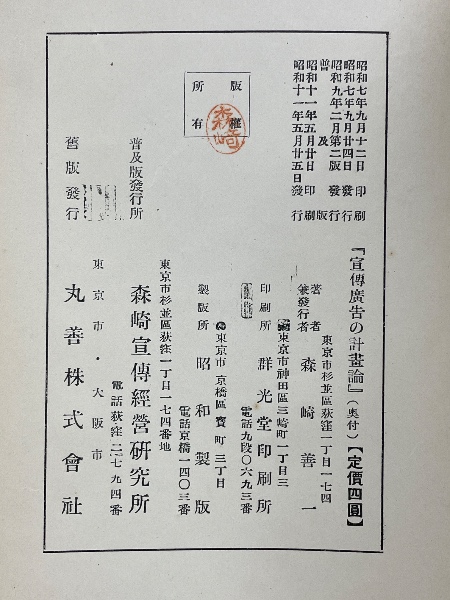 昭和七年九月十二日印刷
昭和七年九月廿四日發行
昭和九年二月第二版發行
普及版
昭和十一年五月廿日印刷
昭和十一年五月廿五日發行
版權所有
森崎
『宣傳廣告の計畫論』(奥付)【定價四圓】
東京市杉並區荻窪一丁目一七四
著者兼發行者 森崎善一
東京市神田區三崎町一丁目三
印刷所 群光堂印刷所
電話九段〇六九三番
東京市京橋區寳町三丁目
製版所 昭和製版
電話京橋一四〇三番
東京市杉並區荻窪一丁目一七四番地
普及版發行所 森崎宣傳經營研究所
電話荻窪二七九四番
東京市・大阪市
舊版發行 丸善株式會社